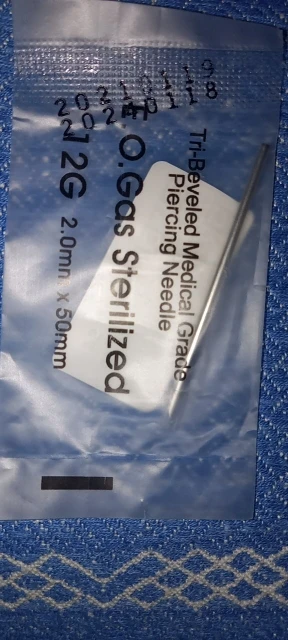 Tri-Beveled Medical Grade
Piercing Needle
O.Gas Sterilized
12G 2.0mm x 50mm